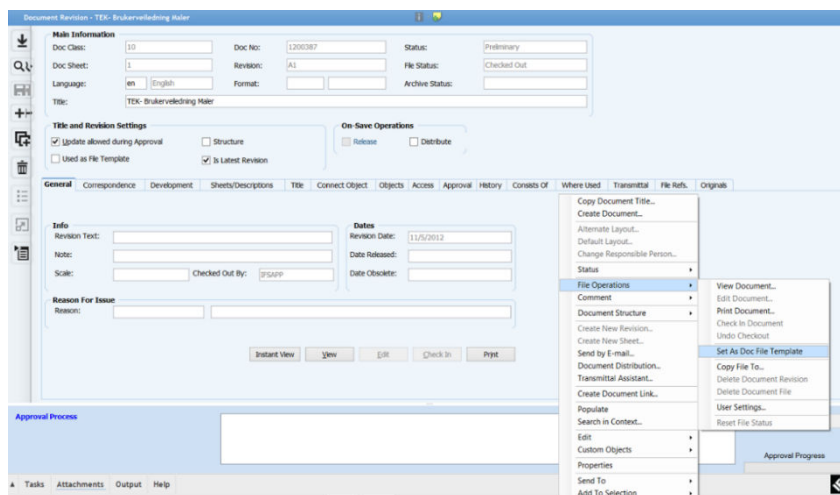 Document Revision - TEK- Brukerveiledning Maler
Main Information
Doc Class: 10 Doc No: 1200387 Status: Preliminary
Doc Sheet: 1 Revision: A1 File Status: Checked Out
Language: en English Format: Archive Status:
Title: TEK- Brukerveledning Maler
Title and Revision Settings On-Save Operations
Update allowed during Approval Structure Release Distribute
Used as File Template Is Latest Revision
General Correspondence Development Sheets/Descriptions Title Connect Object Objects Access Approval History Consists Of Where Used Transmittal File Refs. Originals
Info Dates
Revision Text: Revision Date: 11/5/2012
Note: Date Released:
Scale: Checked Out By: IFSAPP Date Obsolete:
Reason For Issue
Reason:
Instant View View Edit Check In Print
Copy Document Title...
Create Document...
Alternate Layout...
Default Layout...
Change Responsible Person...
Status
File Operations
Comment
Document Structure
Create New Revision...
Create New Sheet...
Send by E-mail...
Document Distribution...
Transmittal Assistant...
Create Document Link...
Populate
Search in Context...
Edit
Custom Objects
Properties
Send To
Add To Selection
View Document...
Edit Document...
Print Document...
Check In Document
Undo Checkout
Set As Doc File Template
Copy File To...
Delete Document Revision
Delete Document File
User Settings...
Reset File Status
Approval Process
Approval Progress
Tasks Attachments Output Help